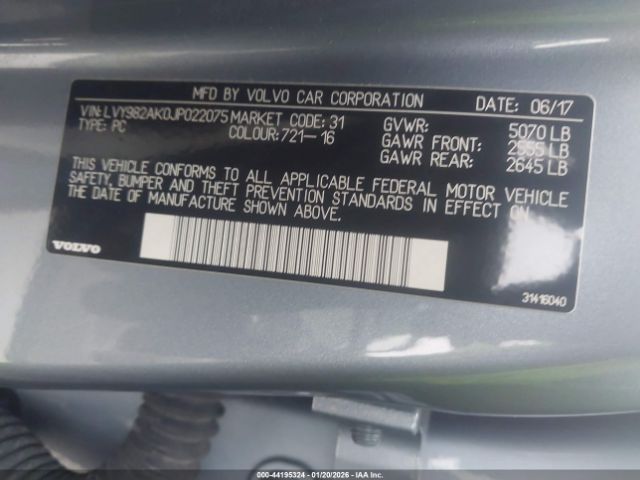 MFD BY VOLVO CAR CORPORATION DATE: 06/17
VIN: LVY982AK0JP022075 MARKET CODE: 31 GVWR: 5070 LB
TYPE: PC COLOUR: 721-16 GAWR FRONT: 2555 LB
GAWR REAR: 2645 LB
THIS VEHICLE CONFORMS TO ALL APPLICABLE FEDERAL MOTOR VEHICLE
SAFETY, BUMPER AND THEFT PREVENTION STANDARDS IN EFFECT ON
THE DATE OF MANUFACTURE SHOWN ABOVE.
VOLVO
31416040
000-44195324 | 01/20/2026 - IAAI, Inc.